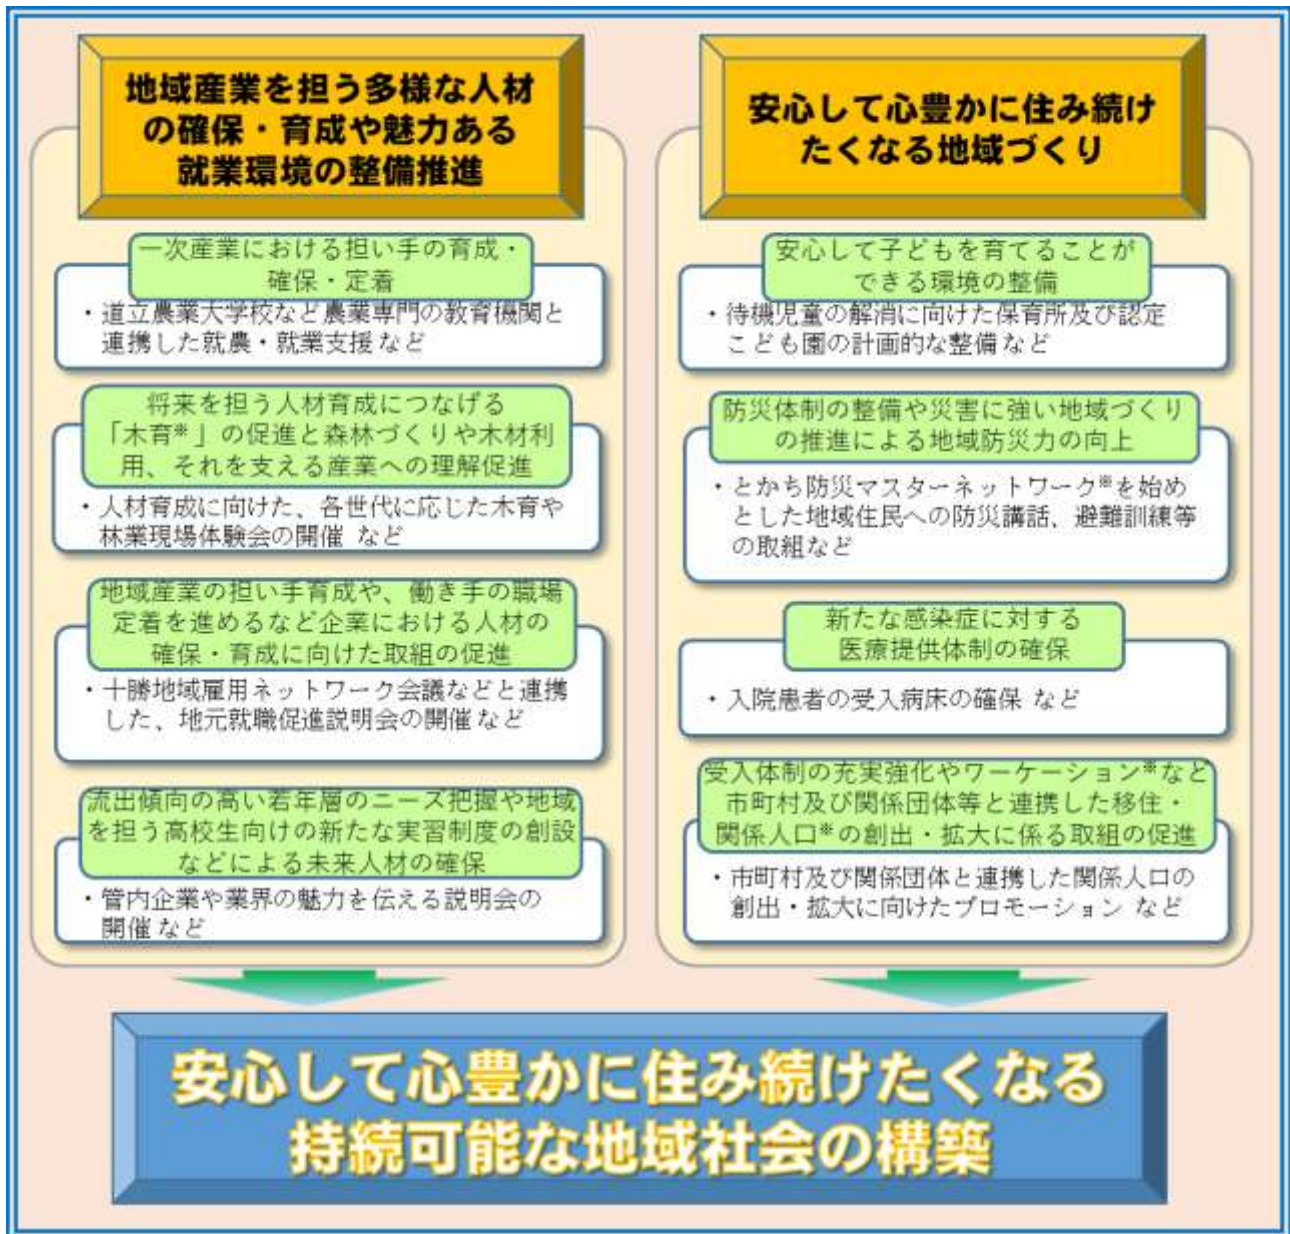 地域産業を担う多様な人材
の確保・育成や魅力ある
就業環境の整備推進
一次産業における担い手の育成・
確保・定着
・道立農業大学校など農業専門の教育機関と
連携した就農・就業支援など
将来を担う人材育成につなげる
「木育※」の促進と森林づくりや木材利
用、それを支える産業への理解促進
・人材育成に向けた、各世代に応じた木育や
林業現場体験会の開催 など
地域産業の担い手育成や、働き手の職場
定着を進めるなど企業における人材の
確保・育成に向けた取組の促進
・十勝地域雇用ネットワーク会議などと連携
した、地元就職促進説明会の開催など
流出傾向の高い若年層のニーズ把握や地域
を担う高校生向けの新たな実習制度の創設
などによる未来人材の確保
・管内企業や業界の魅力を伝える説明会の
開催など
安心して心豊かに住み続け
たくなる地域づくり
安心して子どもを育てることが
できる環境の整備
・待機児童の解消に向けた保育所及び認定
こども園の計画的な整備など
防災体制の整備や災害に強い地域づくり
の推進による地域防災力の向上
・とかち防災マスターネットワーク※を始め
とした地域住民への防災講話、避難訓練等
の取組など
新たな感染症に対する
医療提供体制の確保
・入院患者の受入病床の確保 など
受入体制の充実強化やワーケーション※など
市町村及び関係団体等と連携した移住・
関係人口※の創出・拡大に係る取組の促進
・市町村及び関係団体と連携した関係人口の
創出・拡大に向けたプロモーション など
安心して心豊かに住み続けたくなる
持続可能な地域社会の構築